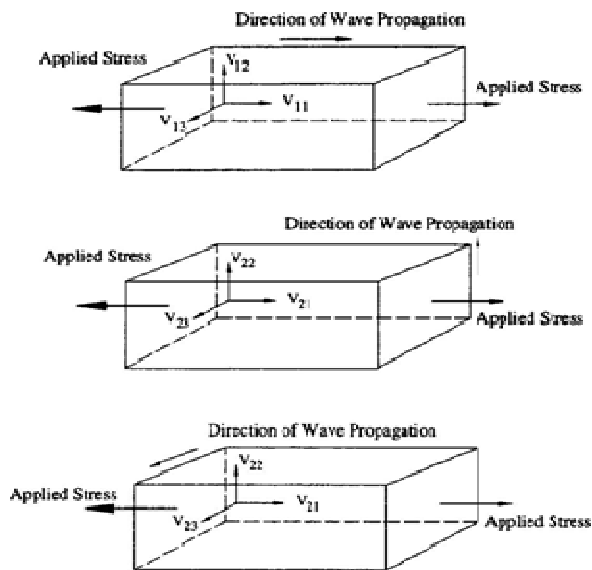 Direction of Wave Propagation
Applied Stress
V12
Applied Stress
V11
V13
Direction of Wave Propagation
Applied Stress
V22
V21
V23
Applied Stress
Direction of Wave Propagation
V22
Applied Stress
V21
V23
Applied Stress